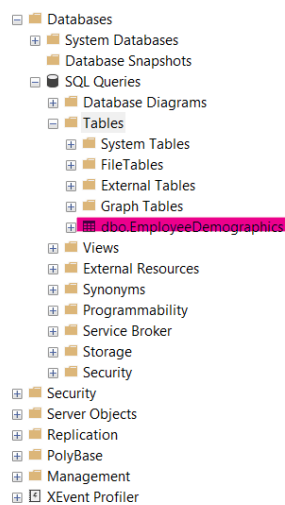 Databases
System Databases
Database Snapshots
SQL Queries
Database Diagrams
Tables
System Tables
FileTables
External Tables
Graph Tables
dbo.EmployeeDemographics
Views
External Resources
Synonyms
Programmability
Service Broker
Storage
Security
Security
Server Objects
Replication
PolyBase
Management
XEvent Profiler